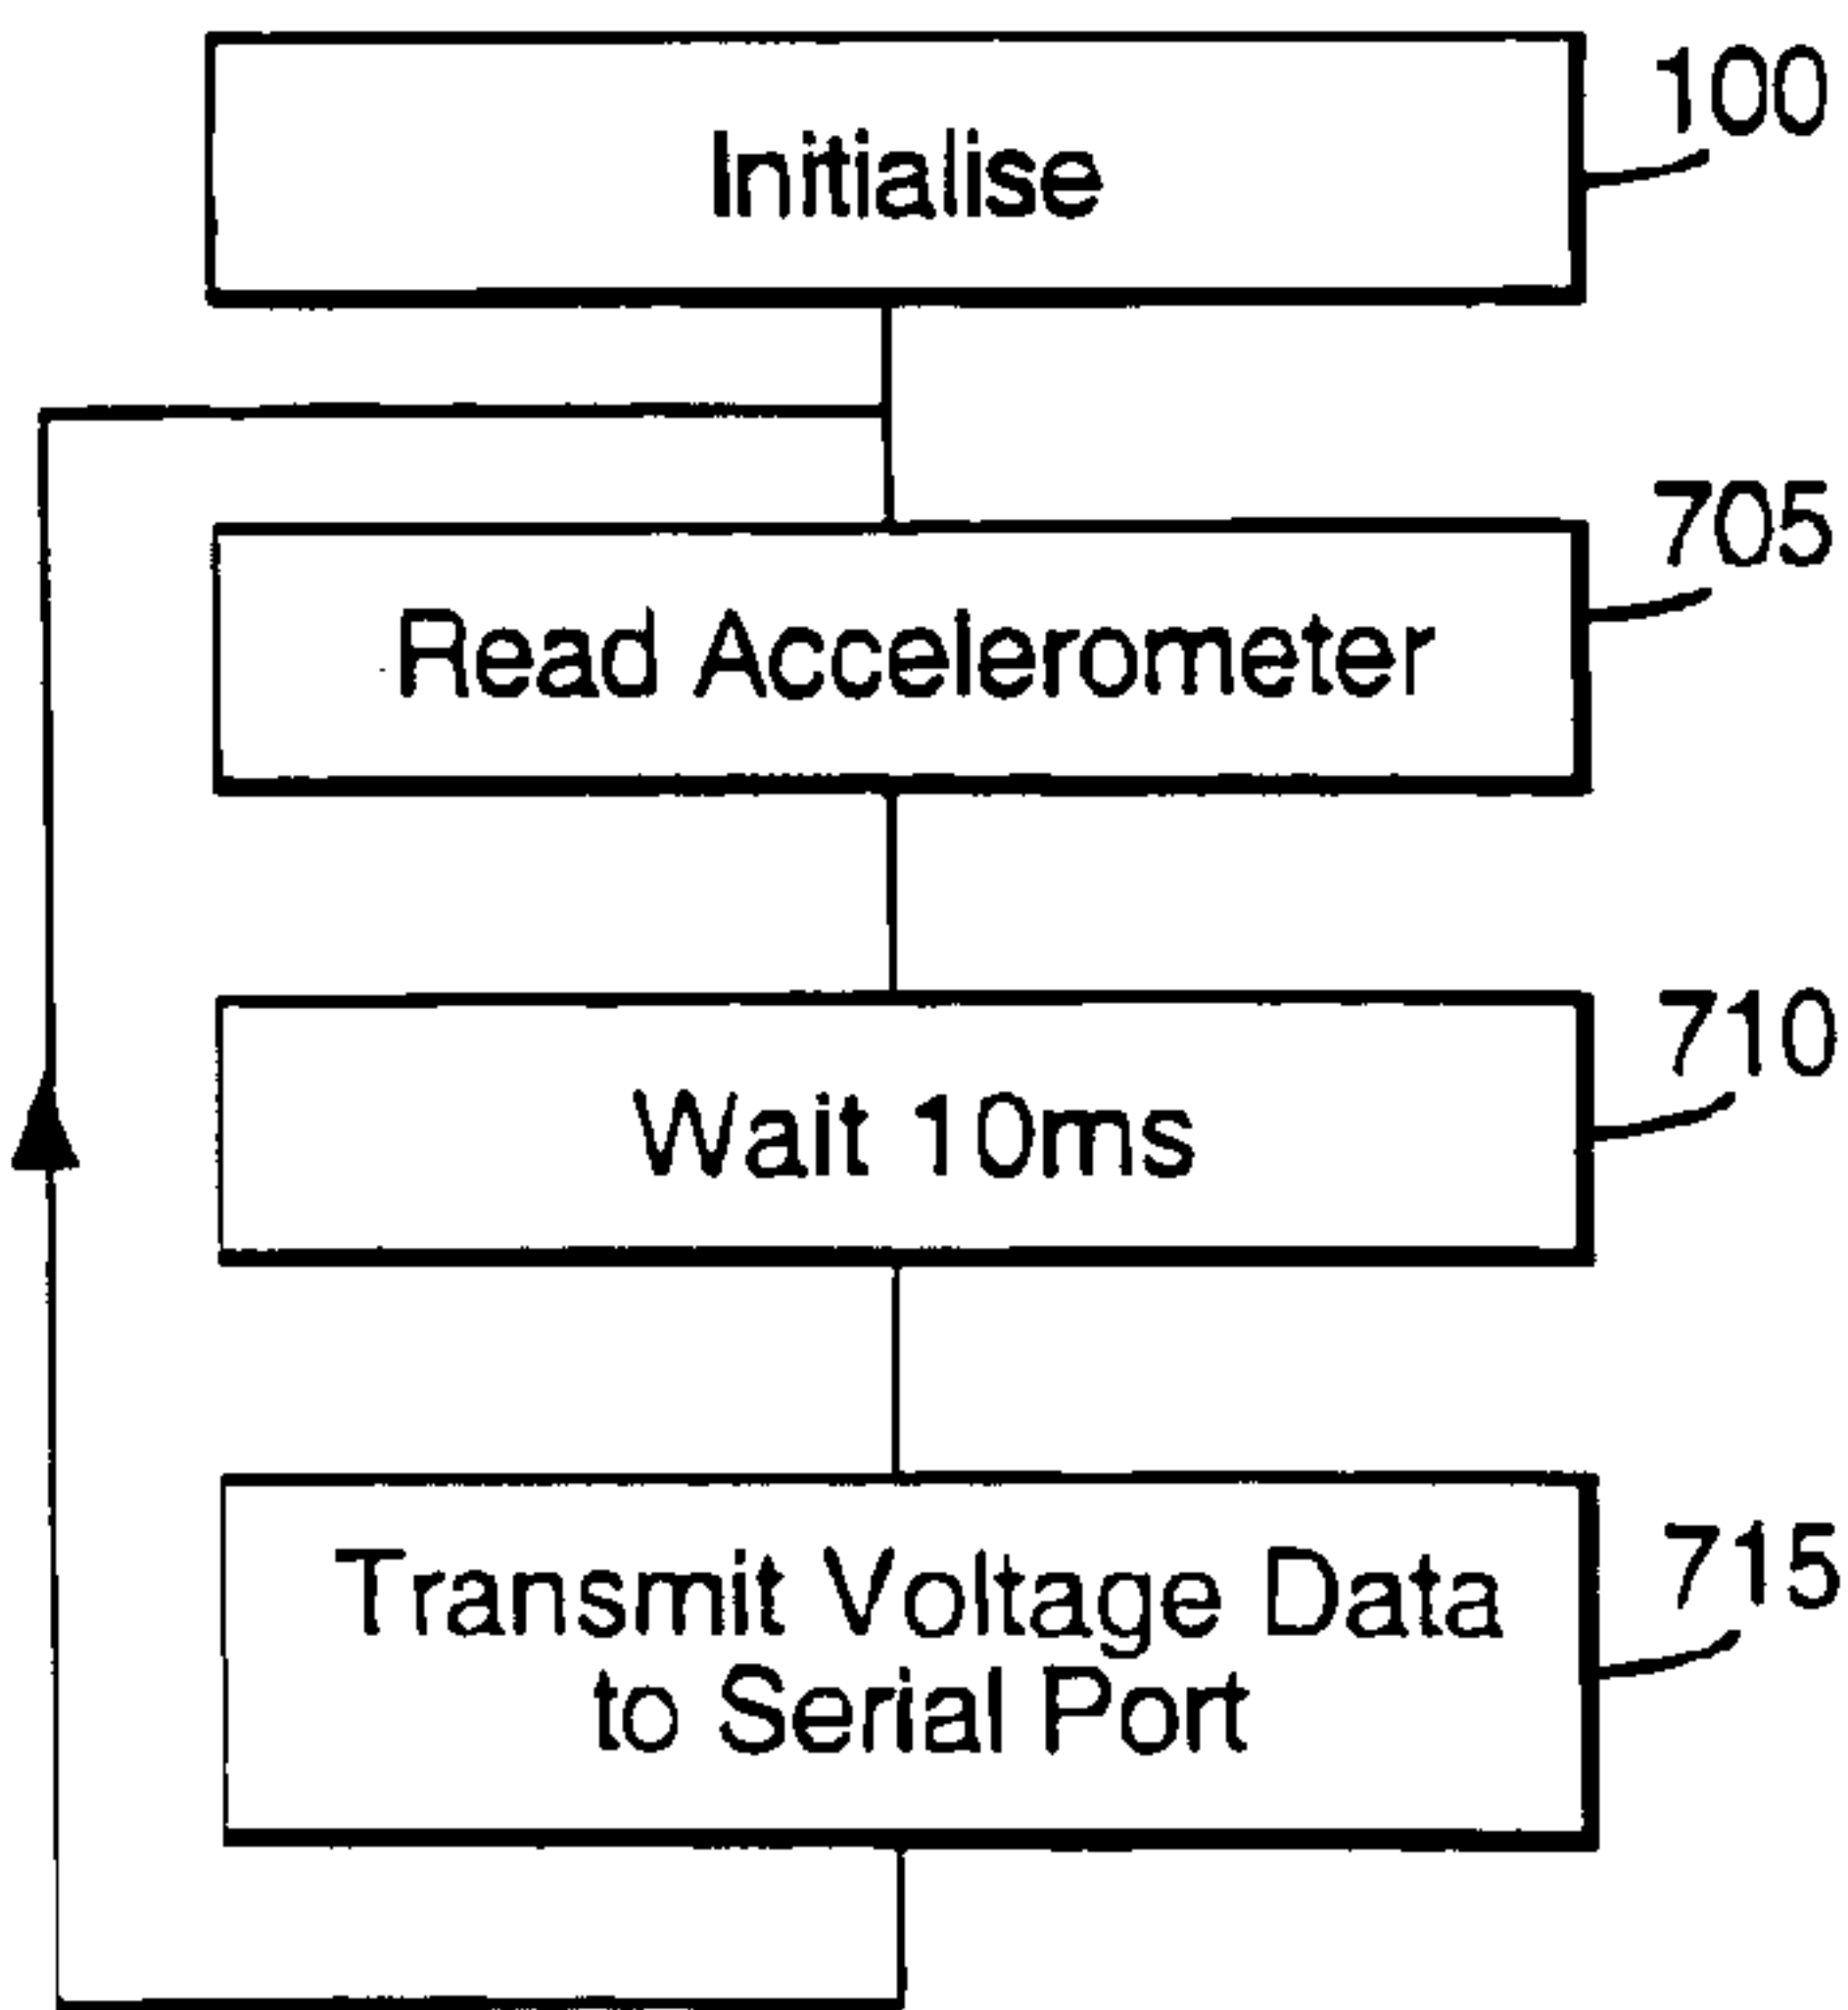 Initialise
100
Read Accelerometer
705
Wait 10ms
710
Transmit Voltage Data
to Serial Port
715